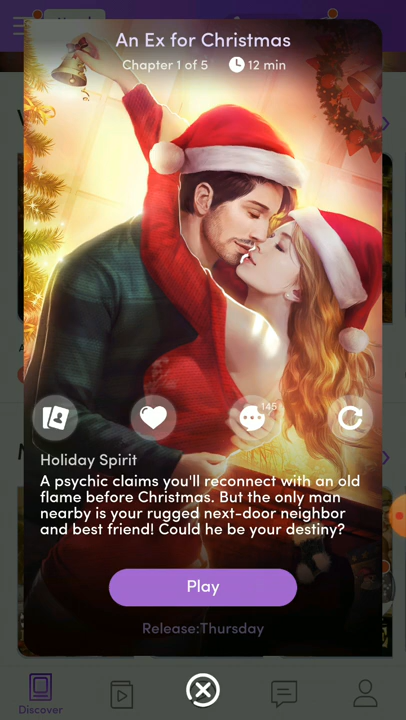 An Ex for Christmas
Chapter 1 of 5 12 min
145
Holiday Spirit
A psychic claims you'll reconnect with an old
flame before Christmas. But the only man
nearby is your rugged next-door neighbor
and best friend! Could he be your destiny?
Play
Release:Thursday
Discover